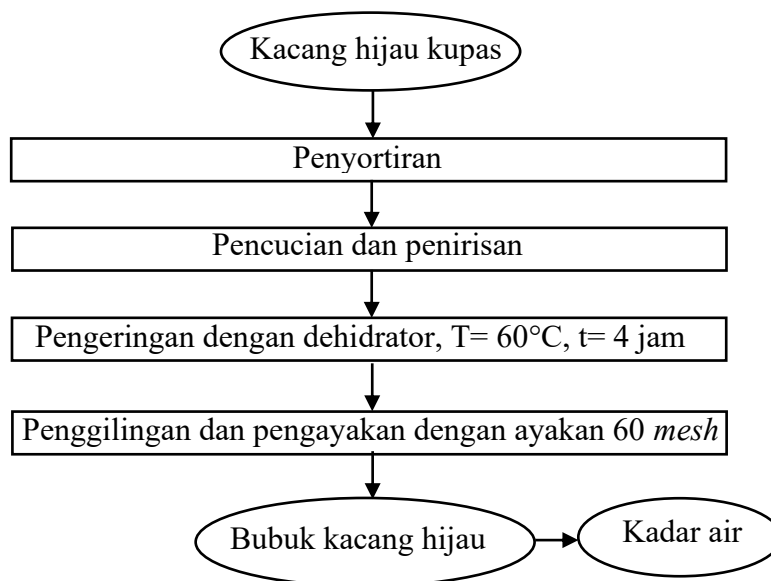 Kacang hijau kupas
Penyortiran
Pencucian dan penirisan
Pengeringan dengan dehidrator, T= 60°C, t= 4 jam
Penggilingan dan pengayakan dengan ayakan 60 mesh
Bubuk kacang hijau
Kadar air